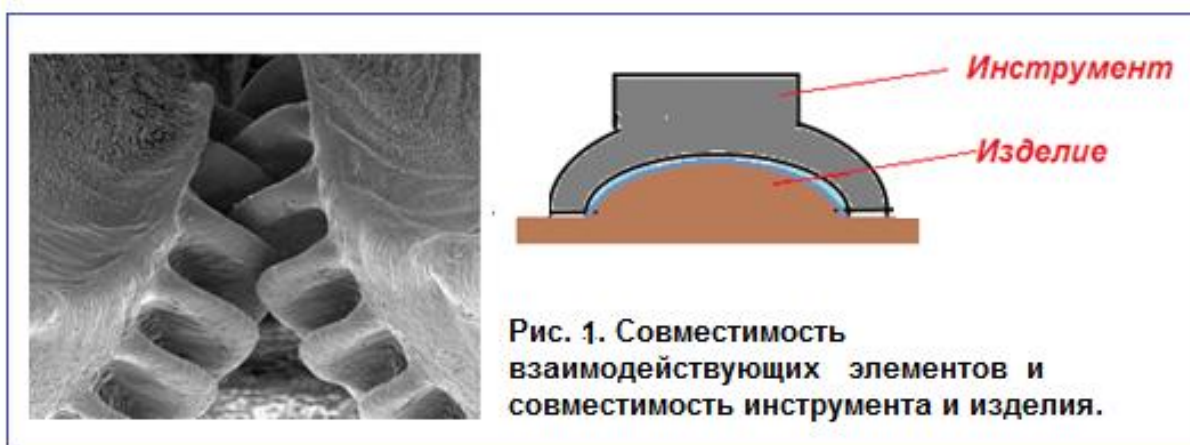 Инструмент
Изделие
Рис. 1. Совместимость
взаимодействующих элементов и
совместимость инструмента и изделия.